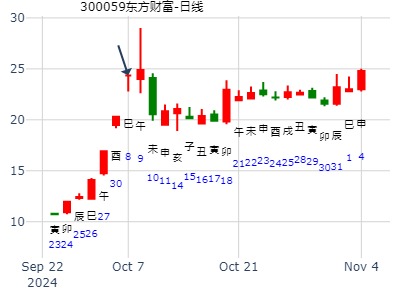 300059东方财富-日线
30
25
20
15
10
寅 卯 辰 巳 午 酉 巳 午 未 申 亥 子 丑 寅 卯 午 未 申 酉 戌 丑 寅 卯 辰 巳 申
23 24 25 26 27 30 8 9 10 11 14 15 16 17 18 21 22 23 24 25 28 29 30 31 1 4
Sep 22 Oct 7 Oct 21 Nov 4
2024